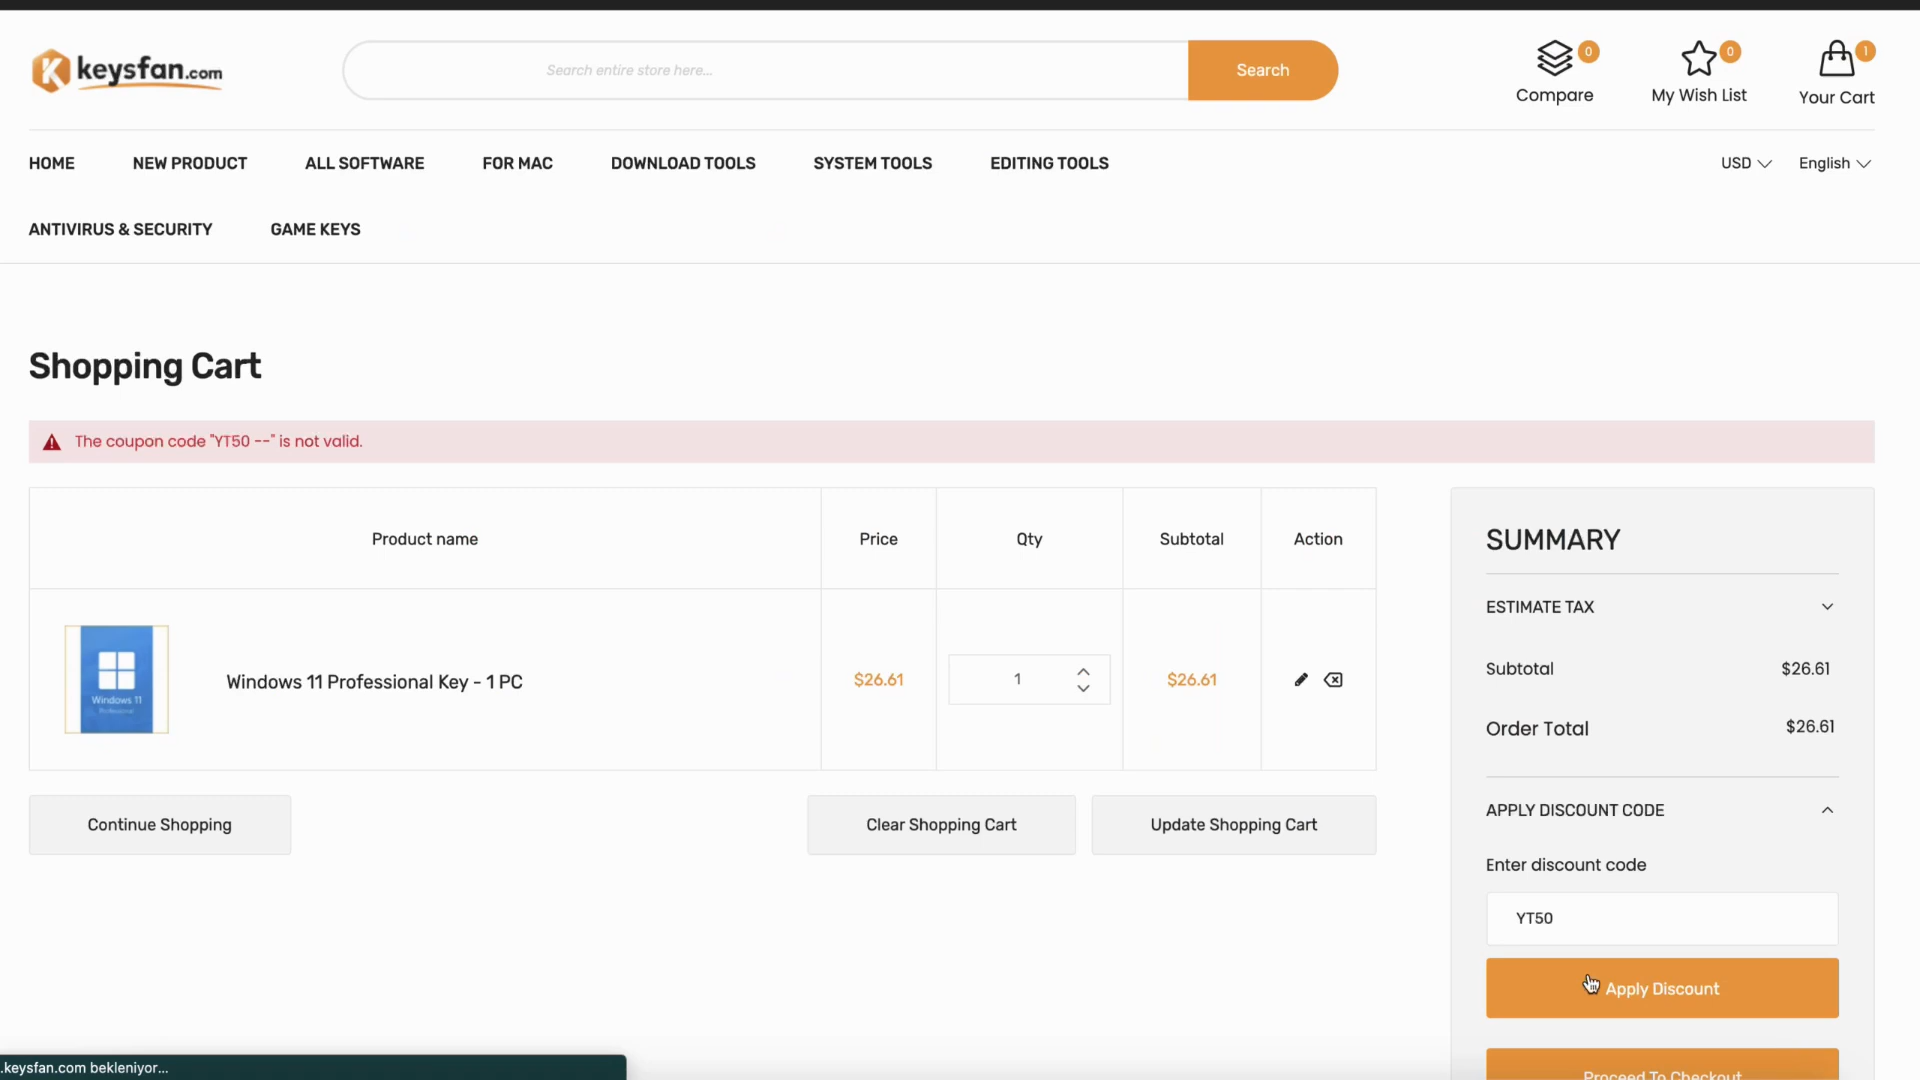 keysfan.com
Search entire store here...
Search
0
Compare
0
My Wish List
1
Your Cart
HOME
NEW PRODUCT
ALL SOFTWARE
FOR MAC
DOWNLOAD TOOLS
SYSTEM TOOLS
EDITING TOOLS
USD
English
ANTIVIRUS & SECURITY
GAME KEYS
Shopping Cart
The coupon code "YT50 --" is not valid.
Product name
Price
Qty
Subtotal
Action
Windows 11
Professional
Windows 11 Professional Key - 1 PC
$26.61
1
$26.61
Continue Shopping
Clear Shopping Cart
Update Shopping Cart
SUMMARY
ESTIMATE TAX
Subtotal
$26.61
Order Total
$26.61
APPLY DISCOUNT CODE
Enter discount code
YT50
Apply Discount
Proceed To Checkout
.keysfan.com bekleniyor...